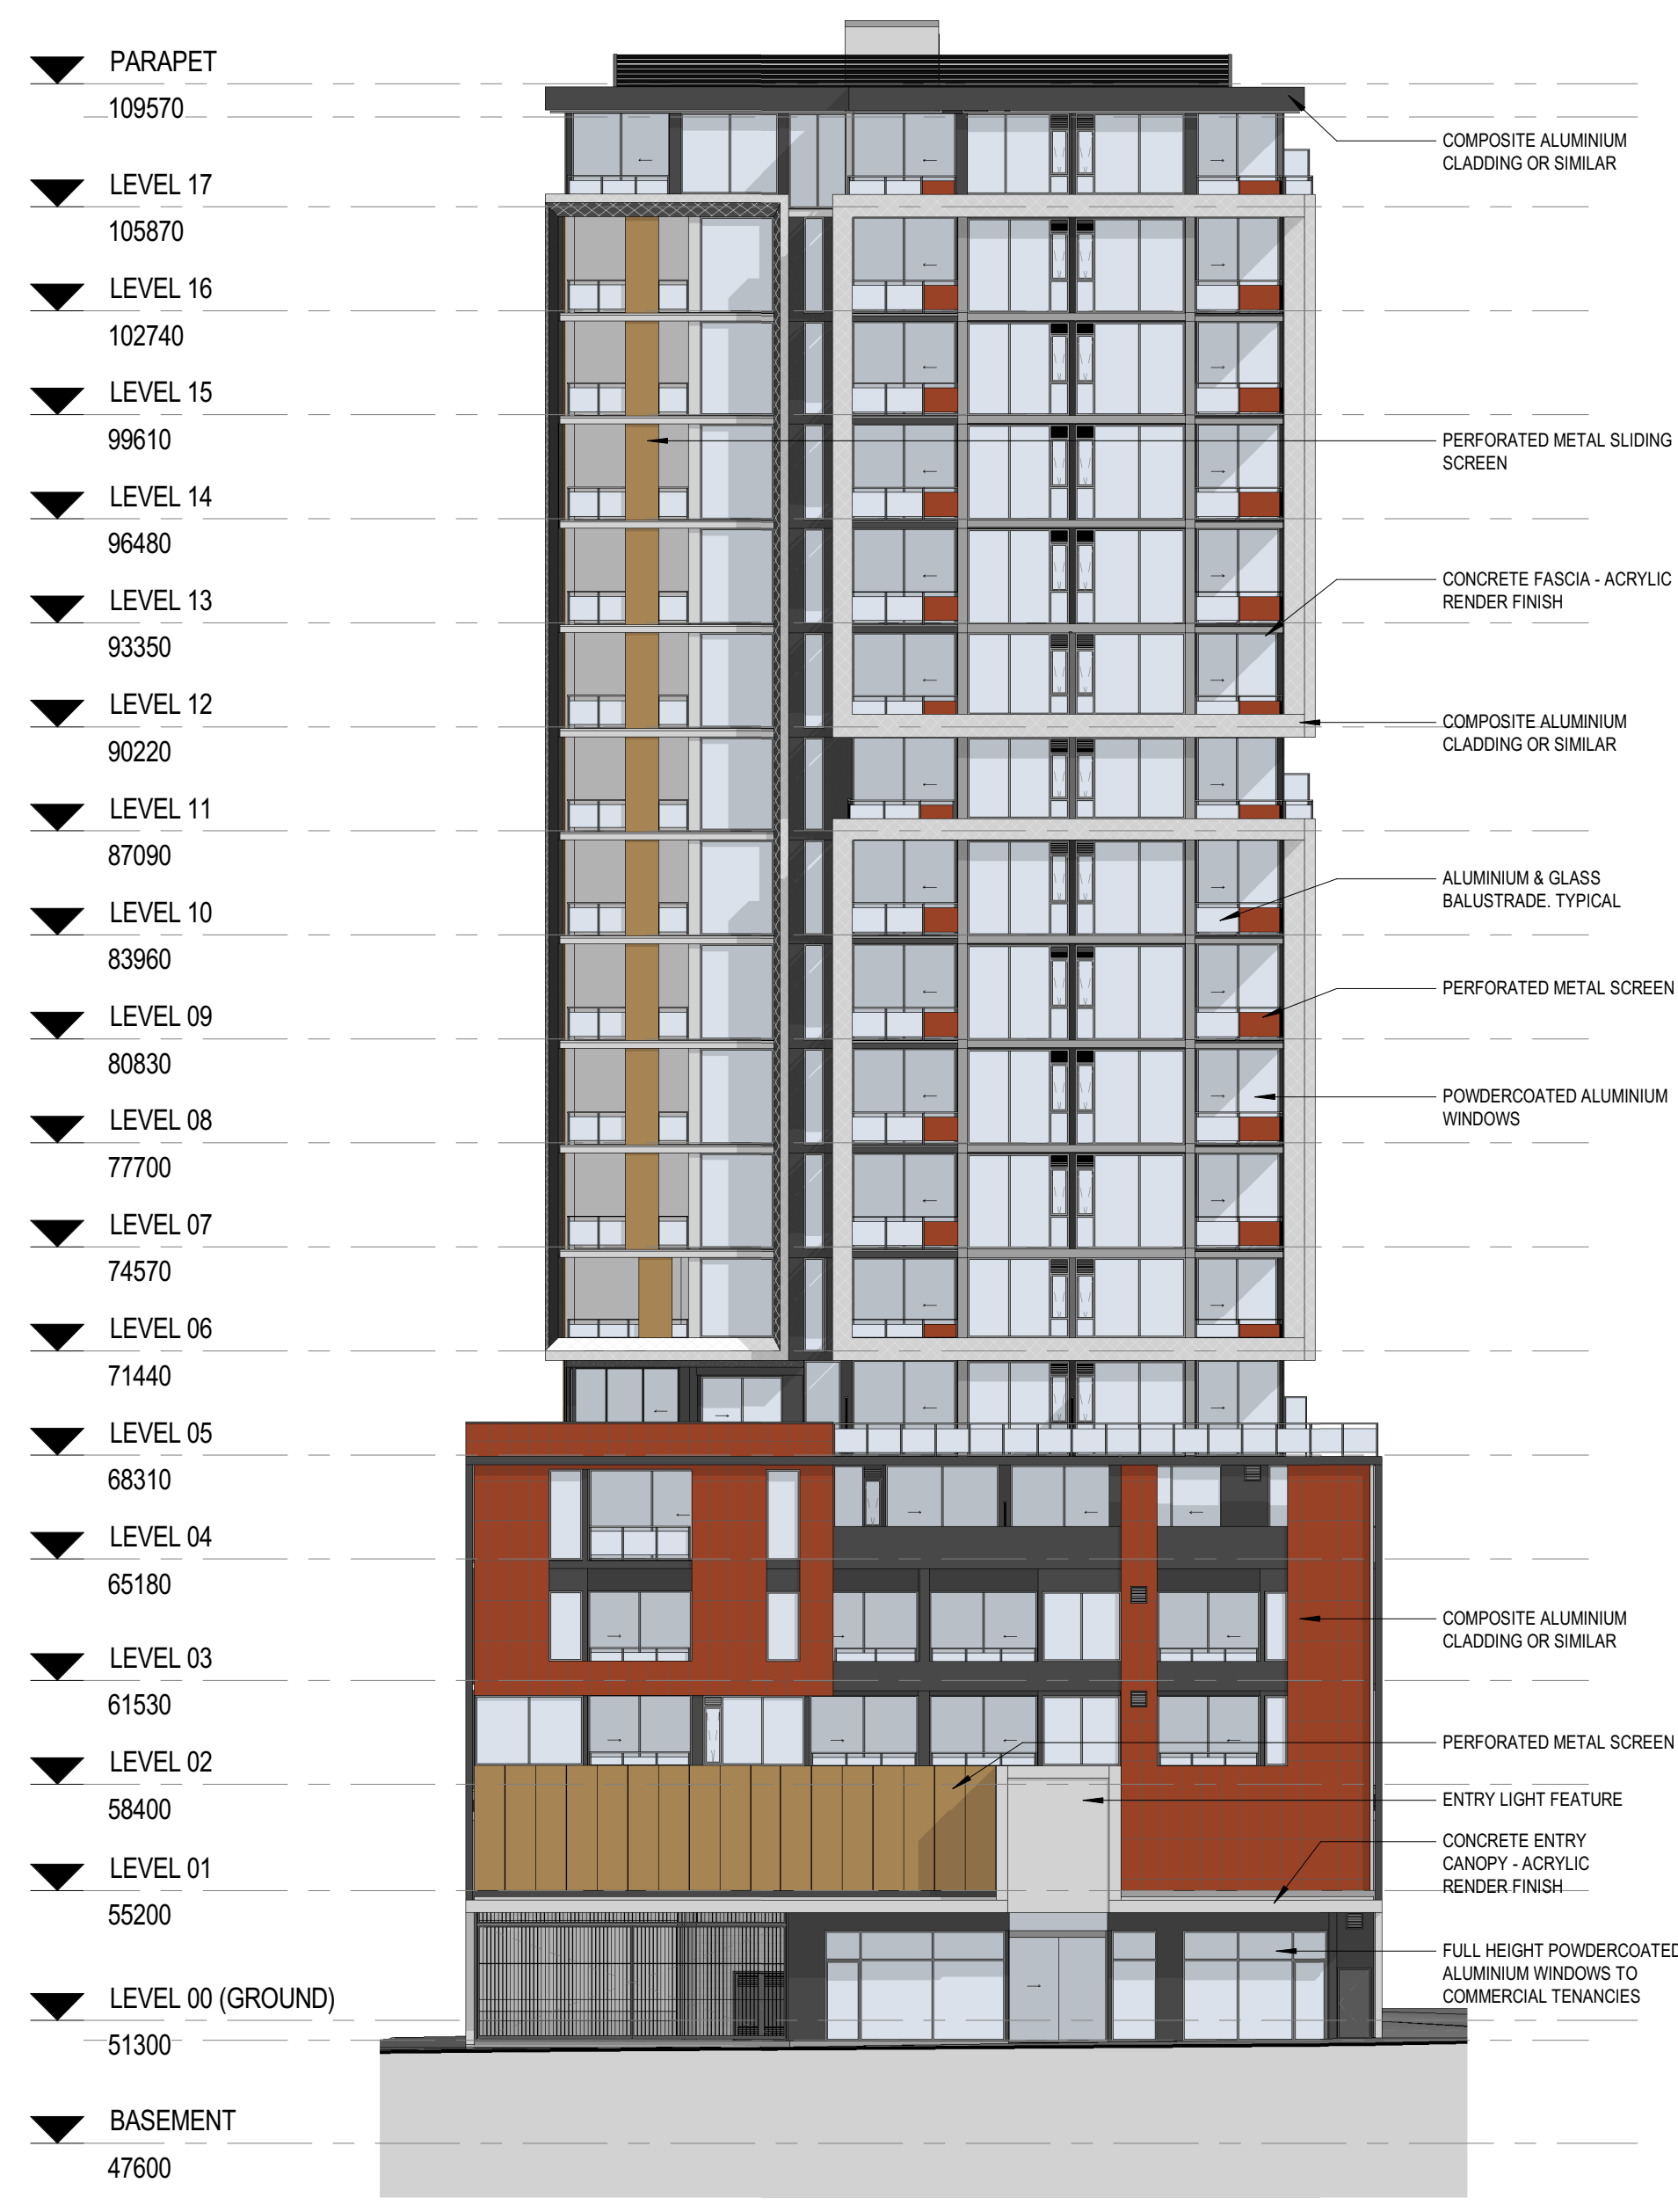 PARAPET
109570
COMPOSITE ALUMINIUM
CLADDING OR SIMILAR
LEVEL 17
105870
LEVEL 16
102740
LEVEL 15
99610
PERFORATED METAL SLIDING
SCREEN
LEVEL 14
96480
CONCRETE FASCIA - ACRYLIC
RENDER FINISH
LEVEL 13
93350
LEVEL 12
90220
COMPOSITE ALUMINIUM
CLADDING OR SIMILAR
LEVEL 11
87090
ALUMINIUM & GLASS
BALUSTRADE. TYPICAL
LEVEL 10
83960
PERFORATED METAL SCREEN
LEVEL 09
80830
POWDERCOATED ALUMINIUM
WINDOWS
LEVEL 08
77700
LEVEL 07
74570
LEVEL 06
71440
LEVEL 05
68310
LEVEL 04
65180
COMPOSITE ALUMINIUM
CLADDING OR SIMILAR
LEVEL 03
61530
PERFORATED METAL SCREEN
LEVEL 02
58400
ENTRY LIGHT FEATURE
CONCRETE ENTRY
CANOPY - ACRYLIC
RENDER FINISH
LEVEL 01
55200
FULL HEIGHT POWDERCOATED
ALUMINIUM WINDOWS TO
COMMERCIAL TENANCIES
LEVEL 00 (GROUND)
51300
BASEMENT
47600